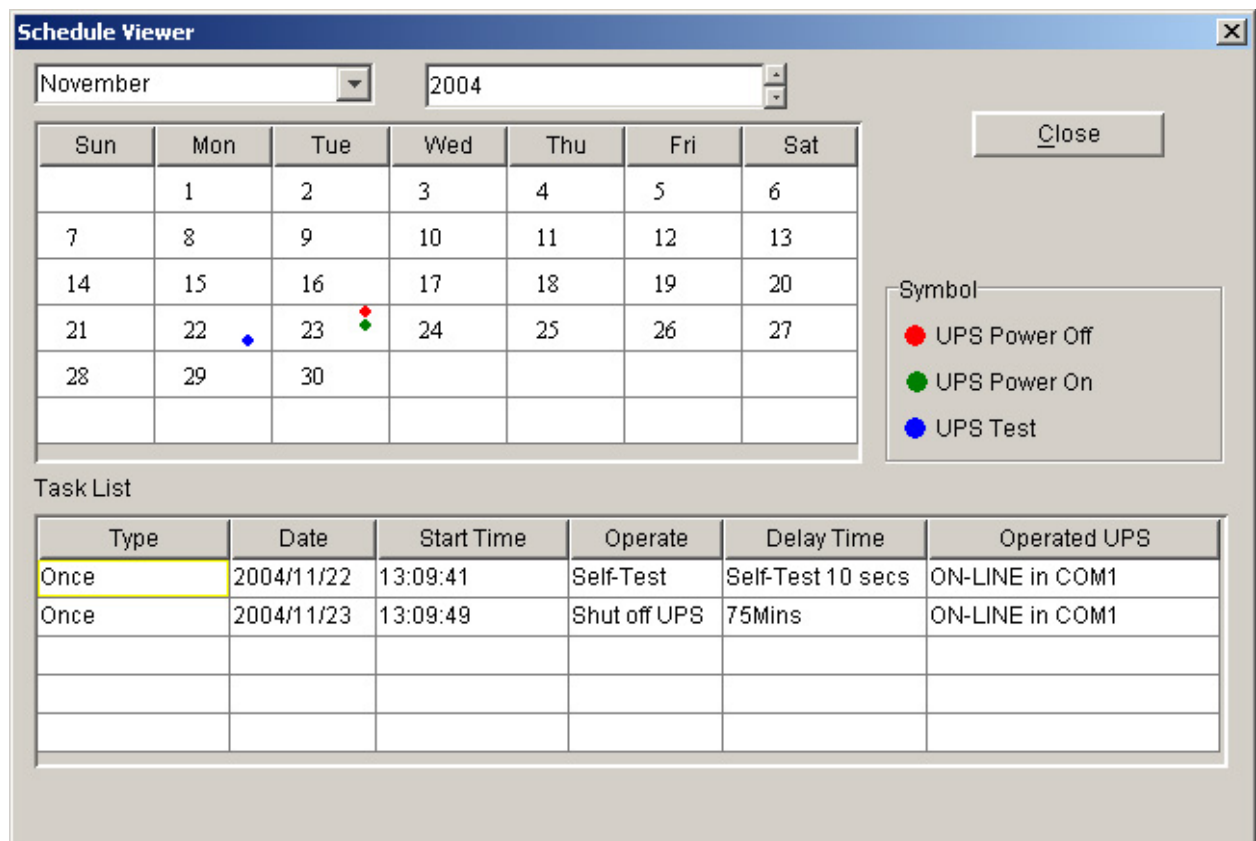 Schedule Viewer
November 2004
Close
Sun Mon Tue Wed Thu Fri Sat
1 2 3 4 5 6
7 8 9 10 11 12 13
14 15 16 17 18 19 20
21 22 23 24 25 26 27
28 29 30
Symbol
UPS Power Off
UPS Power On
UPS Test
Task List
Type Date Start Time Operate Delay Time Operated UPS
Once 2004/11/22 13:09:41 Self-Test Self-Test 10 secs ON-LINE in COM1
Once 2004/11/23 13:09:49 Shut off UPS 75Mins ON-LINE in COM1